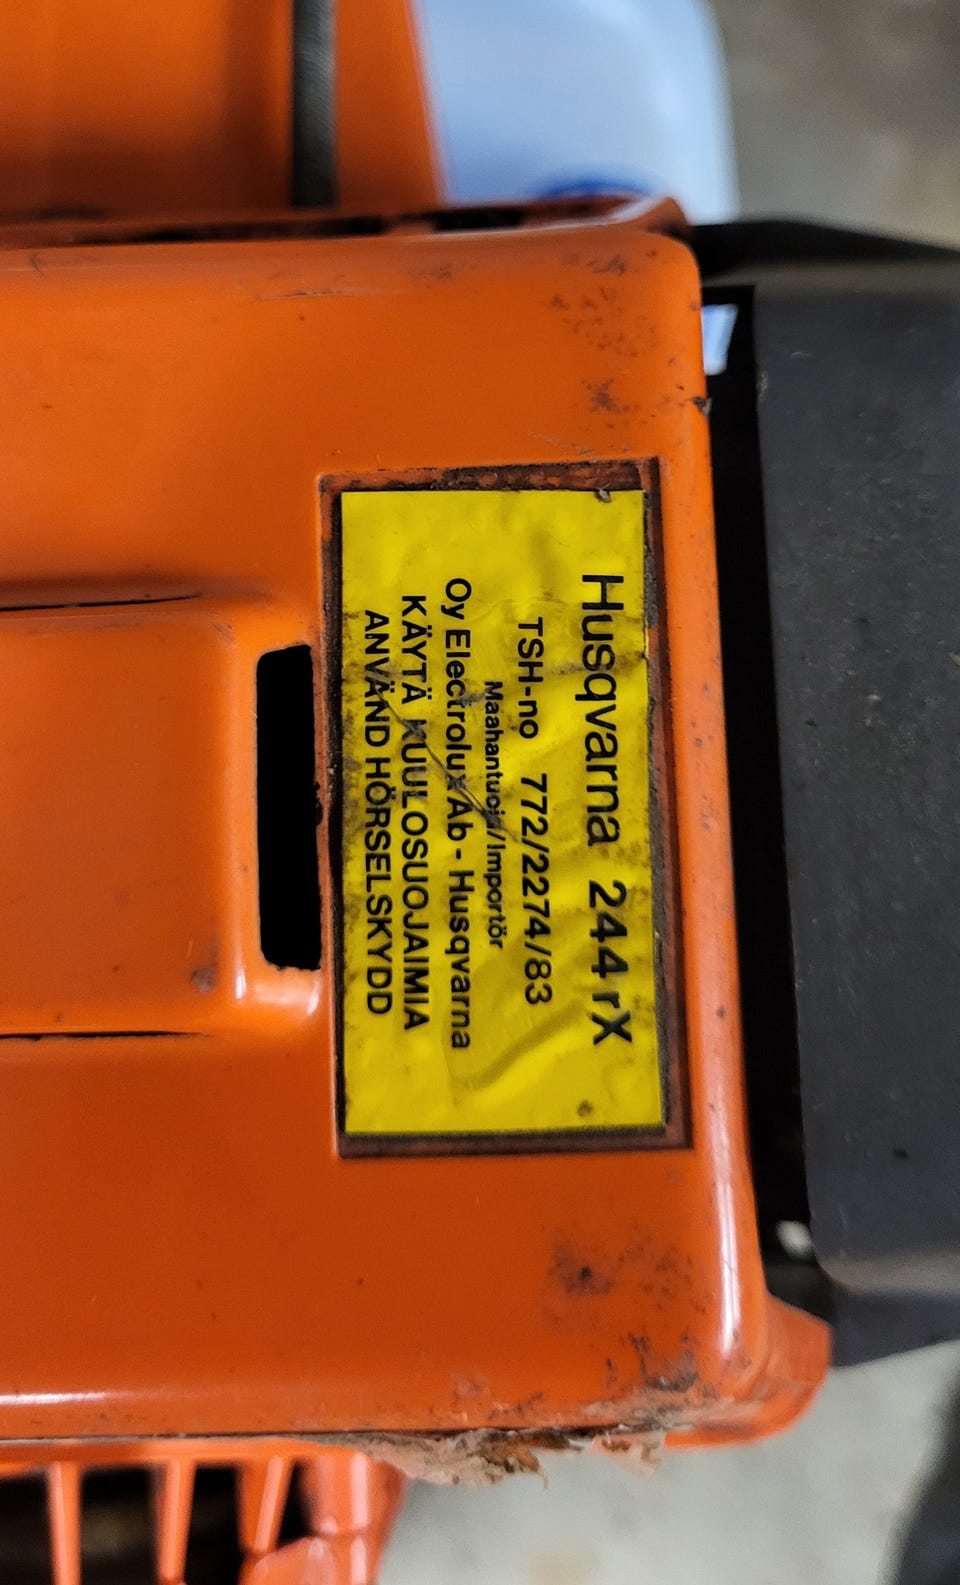 Husqvarna 244 rX
TSH-no 772/2274/83
Maahantuoja/Importör
Oy Electrolux Ab - Husqvarna
KÄYTÄ KUULOSUOJAIMIA
ANVÄND HÖRSELSKYDD